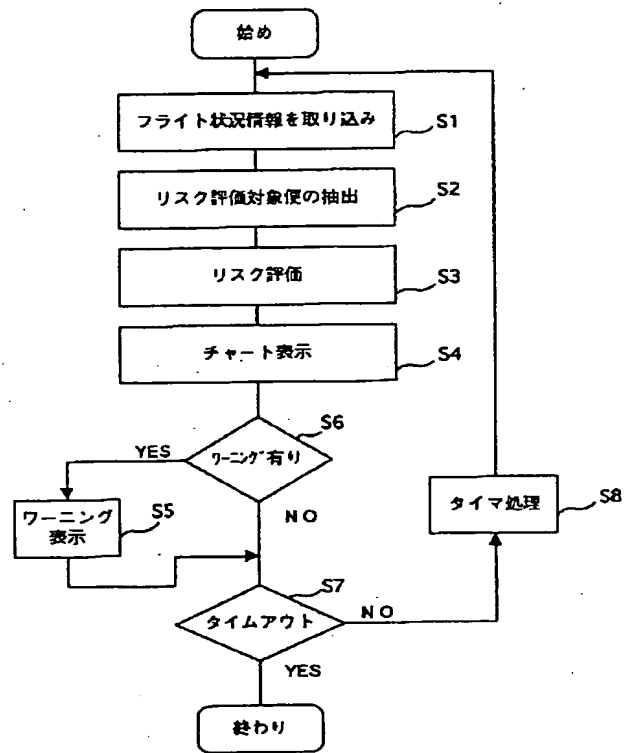 始め
フライト状況情報を取り込み
S1
リスク評価対象便の抽出
S2
リスク評価
S3
チャート表示
S4
S6
YES
ワーニング有り
ワーニング
表示
S5
NO
タイマ処理
S8
S7
タイムアウト
NO
YES
終わり